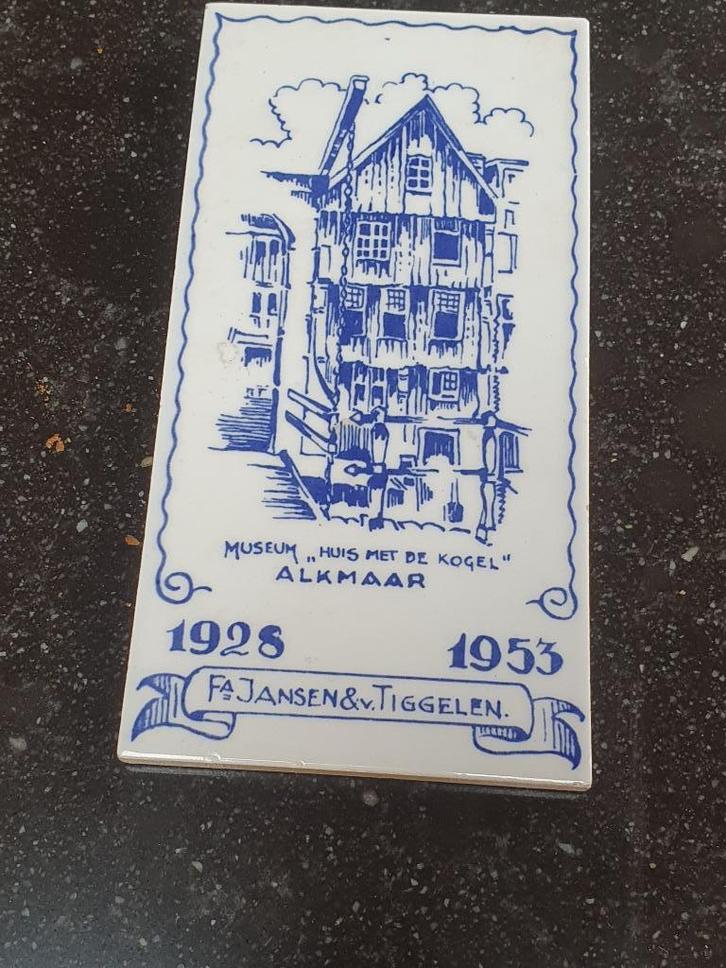 MUSEUM „HUIS MET DE KOGEL"
ALKMAAR
1928 1953
FA JANSEN & v. TIGGELEN.